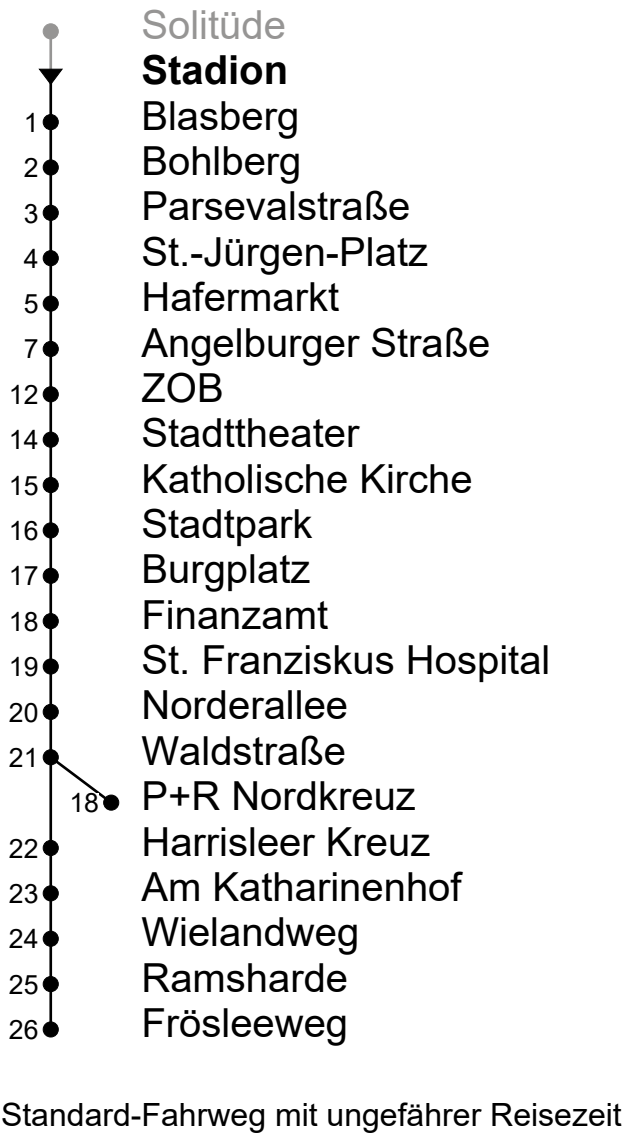 Solitüde
Stadion
1 Blasberg
2 Bohlberg
3 Parsevalstraße
4 St.-Jürgen-Platz
5 Hafermarkt
7 Angelburger Straße
12 ZOB
14 Stadttheater
15 Katholische Kirche
16 Stadtpark
17 Burgplatz
18 Finanzamt
19 St. Franziskus Hospital
20 Norderallee
21 Waldstraße
18 P+R Nordkreuz
22 Harrisleer Kreuz
23 Am Katharinenhof
24 Wielandweg
25 Ramsharde
26 Frösleeweg
Standard-Fahrweg mit ungefährer Reisezeit